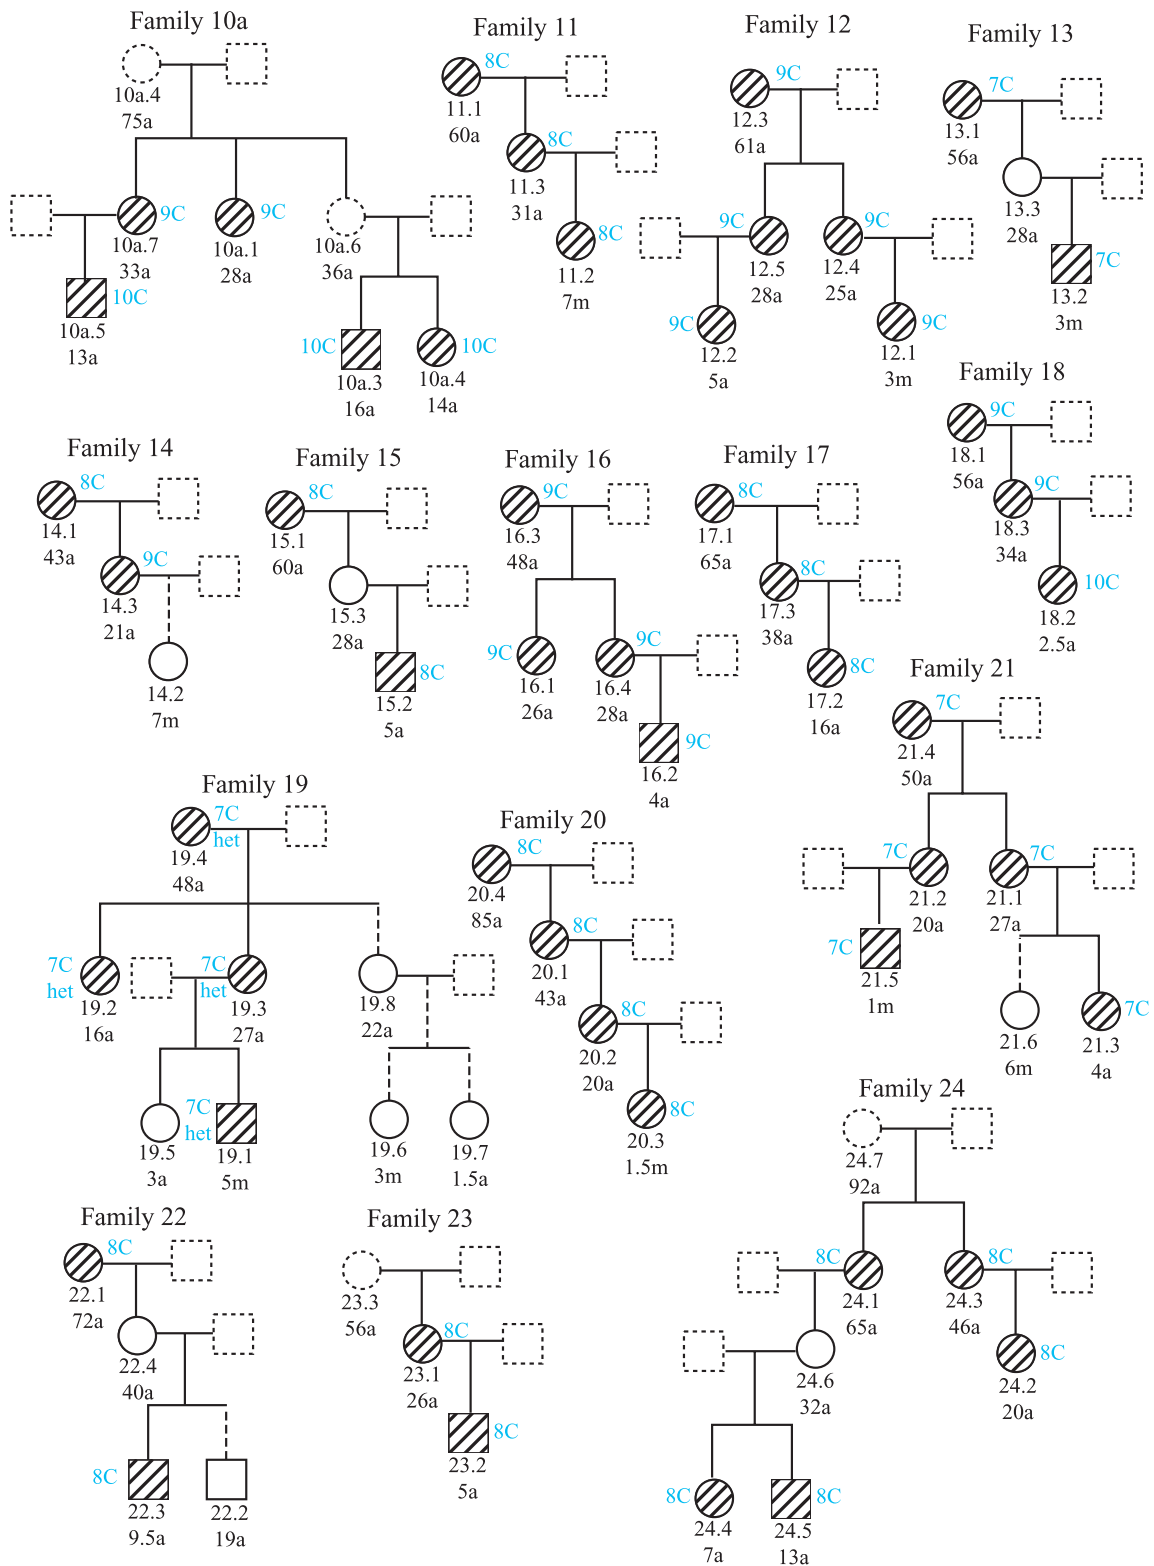 Family 10a
10a.4
75a
10a.7
33a
9C
10a.1
28a
9C
10a.6
36a
10C
10a.5
13a
10C
10a.3
16a
10C
10a.4
14a
Family 11
8C
11.1
60a
8C
11.3
31a
8C
11.2
7m
Family 12
9C
12.3
61a
9C
12.5
28a
9C
12.4
25a
9C
12.2
5a
9C
12.1
3m
Family 13
7C
13.1
56a
13.3
28a
7C
13.2
3m
Family 14
8C
14.1
43a
9C
14.3
21a
14.2
7m
Family 15
8C
15.1
60a
15.3
28a
8C
15.2
5a
Family 16
9C
16.3
48a
9C
16.1
26a
9C
16.4
28a
9C
16.2
4a
Family 17
8C
17.1
65a
8C
17.3
38a
8C
17.2
16a
Family 18
9C
18.1
56a
9C
18.3
34a
10C
18.2
2.5a
Family 19
7C
het
19.4
48a
7C
het
19.2
16a
7C
het
19.3
27a
19.8
22a
19.5
3a
7C
het
19.1
5m
19.6
3m
19.7
1.5a
Family 20
8C
20.4
85a
8C
20.1
43a
8C
20.2
20a
8C
20.3
1.5m
Family 21
7C
21.4
50a
7C
21.2
20a
7C
21.1
27a
7C
21.5
1m
21.6
6m
7C
21.3
4a
Family 22
8C
22.1
72a
22.4
40a
8C
22.3
9.5a
22.2
19a
Family 23
23.3
56a
8C
23.1
26a
8C
23.2
5a
Family 24
24.7
92a
8C
24.1
65a
8C
24.3
46a
24.6
32a
8C
24.2
20a
8C
24.4
7a
8C
24.5
13a